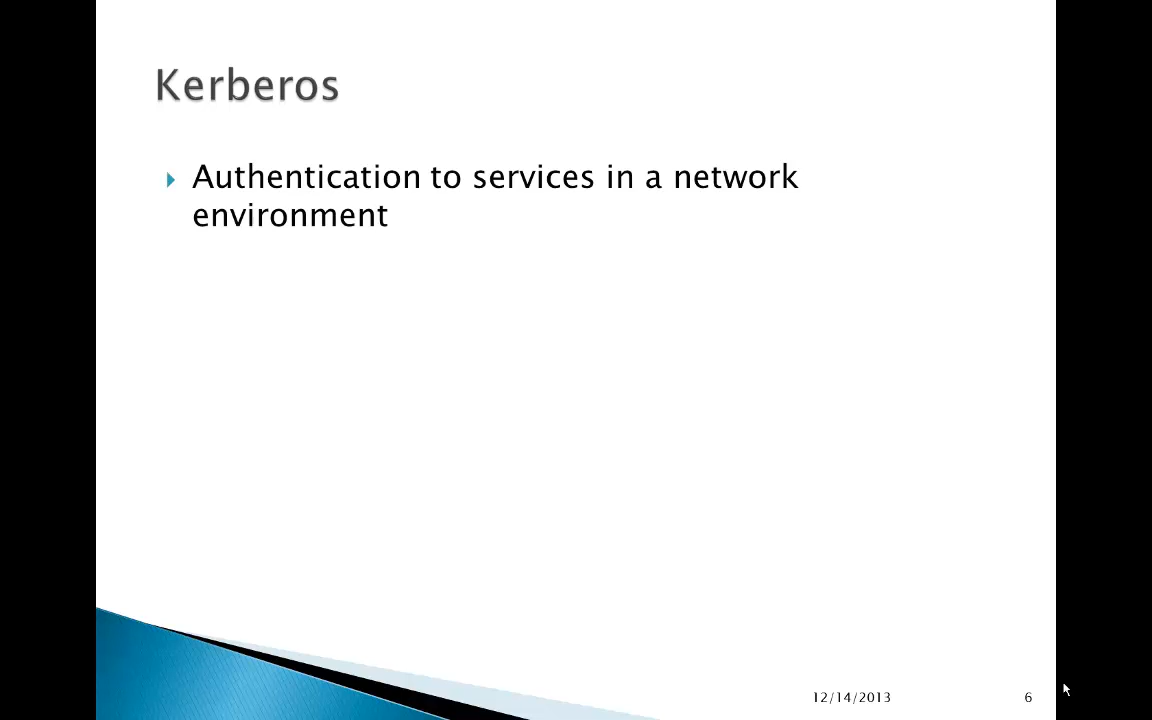 Kerberos
Authentication to services in a network
environment
12/14/2013
6